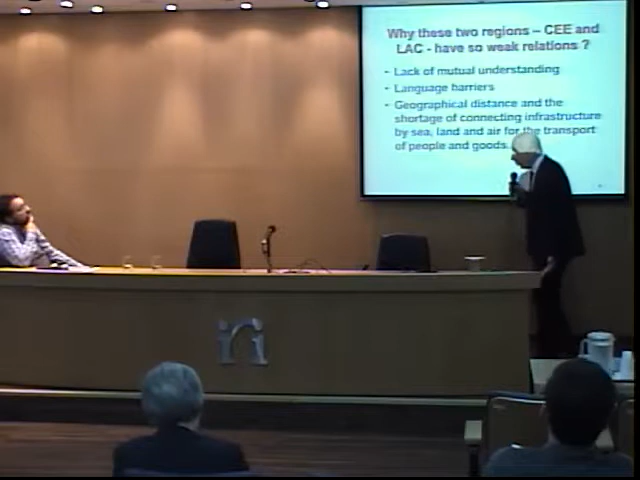 Why these two regions – CEE and
LAC - have so weak relations ?
- Lack of mutual understanding
- Language barriers
- Geographical distance and the
shortage of connecting infrastructure
by sea, land and air for the transport
of people and goods.
iri